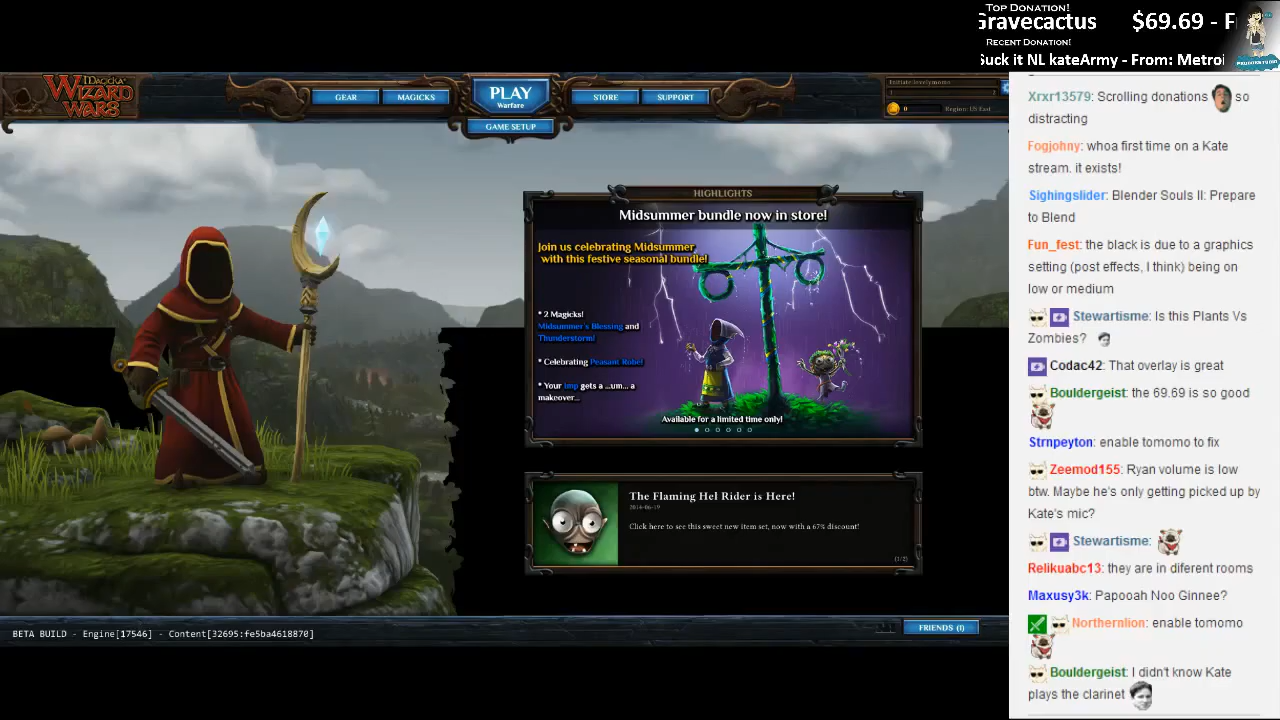 TOP DONATION!
Gravecactus $69.69 - F
RECENT DONATION!
Suck it NL kateArmy - From: Metro
MAGICKA
WIZARD
WARS
GEAR
MAGICKS
PLAY
Warfare
GAME SETUP
STORE
SUPPORT
0
Region: US East
HIGHLIGHTS
Midsummer bundle now in store!
Join us celebrating Midsummer
with this festive seasonal bundle!
* 2 Magicks!
Midsummer's Blessing and
Thunderstorm!
* Celebrating Peasant Robe!
* Your imp gets a ...um... a
makeover...
Available for a limited time only!
The Flaming Hel Rider is Here!
2014-06-19
Click here to see this sweet new item set, now with a 67% discount!
(1/2)
BETA BUILD - Engine[17546] - Content[32695:fe5ba4618870]
FRIENDS (1)
Xrxr13579: Scrolling donations so
distracting
Fogjohny: whoa first time on a Kate
stream. it exists!
Sighingslider: Blender Souls II: Prepare
to Blend
Fun_fest: the black is due to a graphics
setting (post effects, I think) being on
low or medium
Stewartisme: Is this Plants Vs
Zombies?
Codac42: That overlay is great
Bouldergeist: the 69.69 is so good
Strnpeyton: enable tomomo to fix
Zeemod155: Ryan volume is low
btw. Maybe he's only getting picked up by
Kate's mic?
Stewartisme:
Relikuabc13: they are in diferent rooms
Maxusy3k: Papooah Noo Ginnee?
Northernlion: enable tomomo
Bouldergeist: I didn't know Kate
plays the clarinet